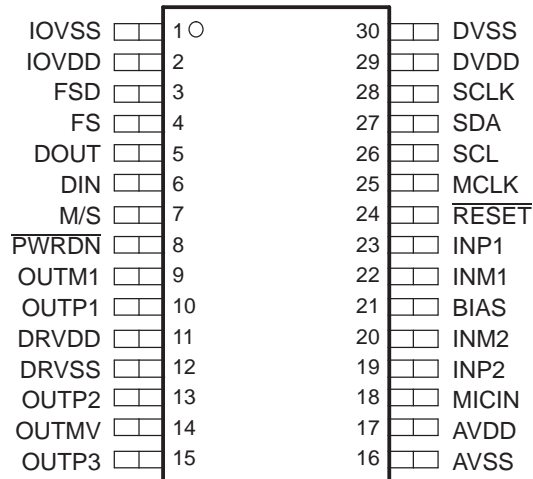 IOVSS 1 30 DVSS
IOVDD 2 29 DVDD
FSD 3 28 SCLK
FS 4 27 SDA
DOUT 5 26 SCL
DIN 6 25 MCLK
M/S 7 24 RESET
PWRDN 8 23 INP1
OUTM1 9 22 INM1
OUTP1 10 21 BIAS
DRVDD 11 20 INM2
DRVSS 12 19 INP2
OUTP2 13 18 MICIN
OUTMV 14 17 AVDD
OUTP3 15 16 AVSS